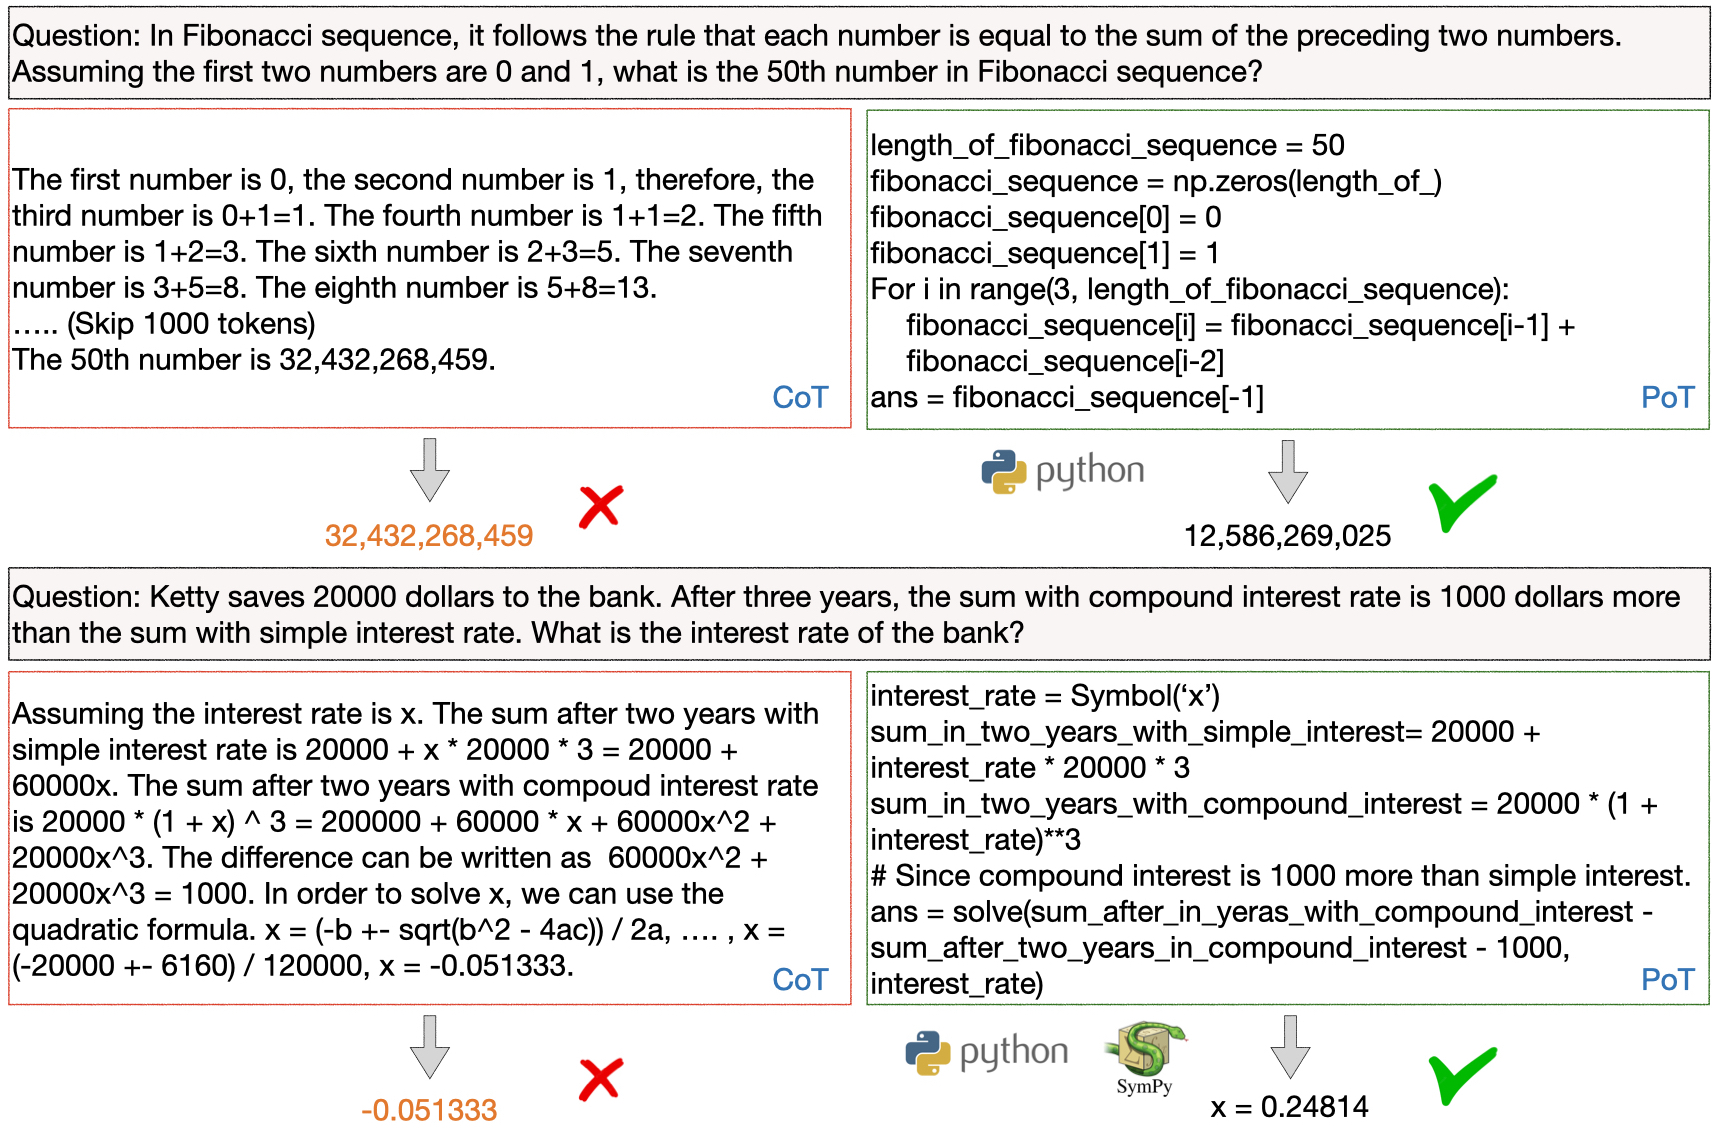 Question: In Fibonacci sequence, it follows the rule that each number is equal to the sum of the preceding two numbers.
Assuming the first two numbers are 0 and 1, what is the 50th number in Fibonacci sequence?
The first number is 0, the second number is 1, therefore, the
third number is 0+1=1. The fourth number is 1+1=2. The fifth
number is 1+2=3. The sixth number is 2+3=5. The seventh
number is 3+5=8. The eighth number is 5+8=13.
….. (Skip 1000 tokens)
The 50th number is 32,432,268,459.
CoT
32,432,268,459
length_of_fibonacci_sequence = 50
fibonacci_sequence = np.zeros(length_of_)
fibonacci_sequence[0] = 0
fibonacci_sequence[1] = 1
For i in range(3, length_of_fibonacci_sequence):
fibonacci_sequence[i] = fibonacci_sequence[i-1] +
fibonacci_sequence[i-2]
ans = fibonacci_sequence[-1]
PoT
python
12,586,269,025
Question: Ketty saves 20000 dollars to the bank. After three years, the sum with compound interest rate is 1000 dollars more
than the sum with simple interest rate. What is the interest rate of the bank?
Assuming the interest rate is x. The sum after two years with
simple interest rate is 20000 + x * 20000 * 3 = 20000 +
60000x. The sum after two years with compoud interest rate
is 20000 * (1 + x) ^ 3 = 200000 + 60000 * x + 60000x^2 +
20000x^3. The difference can be written as 60000x^2 +
20000x^3 = 1000. In order to solve x, we can use the
quadratic formula. x = (-b +- sqrt(b^2 - 4ac)) / 2a, …. , x =
(-20000 +- 6160) / 120000, x = -0.051333.
CoT
-0.051333
interest_rate = Symbol(‘x’)
sum_in_two_years_with_simple_interest= 20000 +
interest_rate * 20000 * 3
sum_in_two_years_with_compound_interest = 20000 * (1 +
interest_rate)**3
# Since compound interest is 1000 more than simple interest.
ans = solve(sum_after_in_yeras_with_compound_interest -
sum_after_two_years_in_compound_interest - 1000,
interest_rate)
PoT
python
SymPy
x = 0.24814